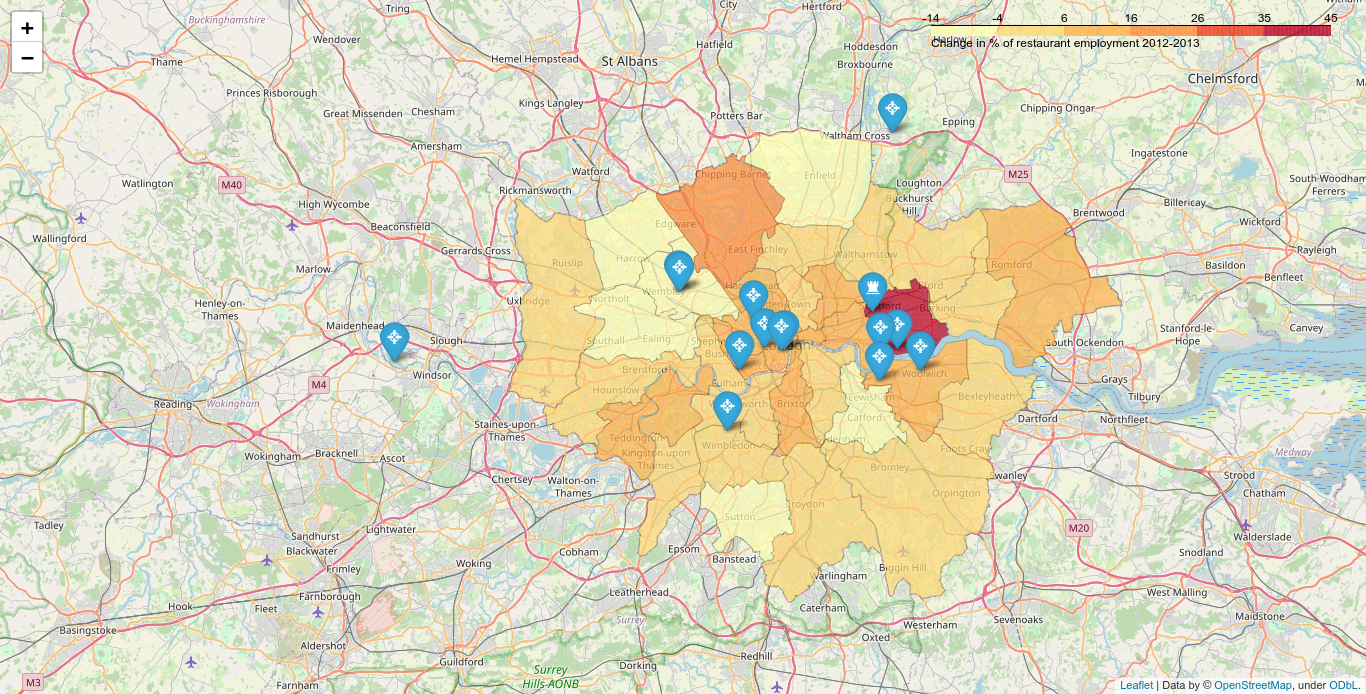 +
−
-14 -4 6 16 26 35 45
Change in % of restaurant employment 2012-2013
Buckinghamshire
Tring
City
Hertford
Wendover
Hatfield
Hoddesdon
Harlow
Thame
Hemel Hempstead
St Albans
Broxbourne
Chelmsford
Princes Risborough
Great Missenden
Chesham
Kings Langley
Potters Bar
Chipping Ongar
Epping
Waltham Cross
Amersham
Ingatestone
Watlington
M40
Watford
Chipping Barnet
Enfield
Loughton
M25
South Woodham
Ferrers
Rickmansworth
Buckhurst
Hill
High Wycombe
Billericay
Brentwood
Wickford
Beaconsfield
Edgware
Wallingford
Gerrards Cross
Harrow
East Finchley
Walthamstow
Rayleigh
Ruislip
Romford
Basildon
Marlow
Benfleet
Wembley
Henley-
on-
Thames
Uxbridge
Northolt
Barking
Maidenhead
Slough
Southall
Ealing
Stanford-le
Hope
Canvey
South Ockendon
Windsor
Brentford
Woolwich
Grays
M4
Hounslow
Fulham
Lewisham
Bexleyheath
Tilbury
Reading
Wokingham
Brixton
Catford
Dartford
Northfleet
Staines-upon-
Thames
Teddington
Wimbledon
Sydenham
Foots Cray
Wokingham
Bracknell
Ascot
Kingston upon
Thames
Bromley
Medway
Swanley
Strood
Chertsey
Walton-on-
Thames
Orpington
Chatham
Sutton
Croydon
Tadley
Lightwater
M20
Sandhurst
Blackwater
Walderslade
Cobham
Epsom
Banstead
Snodland
Frimley
Woking
Biggin Hill
Warlingham
Farnborough
Leatherhead
West Malling
Hook
Fleet
Caterham
Maidstone
Basingstoke
Surrey
Westerham
Sevenoaks
Oxted
Aldershot
Redhill
Guildford
Dorking
Surrey
Hills AONB
M3
Farnham
Leaflet | Data by © OpenStreetMap, under ODbL.